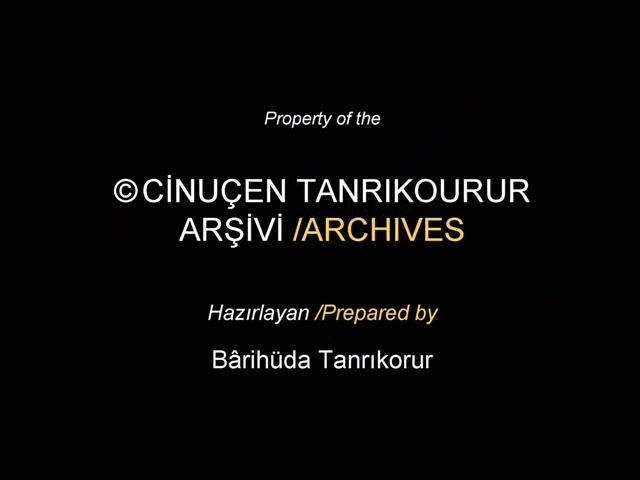 Property of the
©CİNUÇEN TANRIKOURUR
ARŞİVİ /ARCHIVES
Hazırlayan /Prepared by
Bârihüda Tanrıkorur